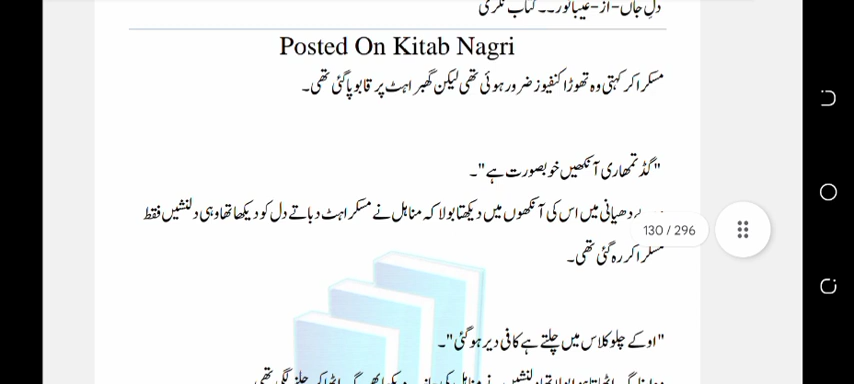 دلِ جاں-از-عیبا نور۔۔۔ کتاب نگری
Posted On Kitab Nagri
مسکرا کر کہتی وہ تھوڑا کنفیوز ضرور ہوئی تھی لیکن گھبراہٹ پر قابو پا گئی تھی۔
"گڈ تمھاری آنکھیں خوبصورت ہے"۔
دھیانی میں اس کی آنکھوں میں دیکھتا بولا کہ مناہل نے مسکراہٹ دباتے دل کو دیکھا تھا وہی دلنشیں فقط
130 / 296
مسکرا کر رہ گئی تھی۔
"اوکے چلو کلاس میں چلتے ہے کافی دیر ہو گئی"۔